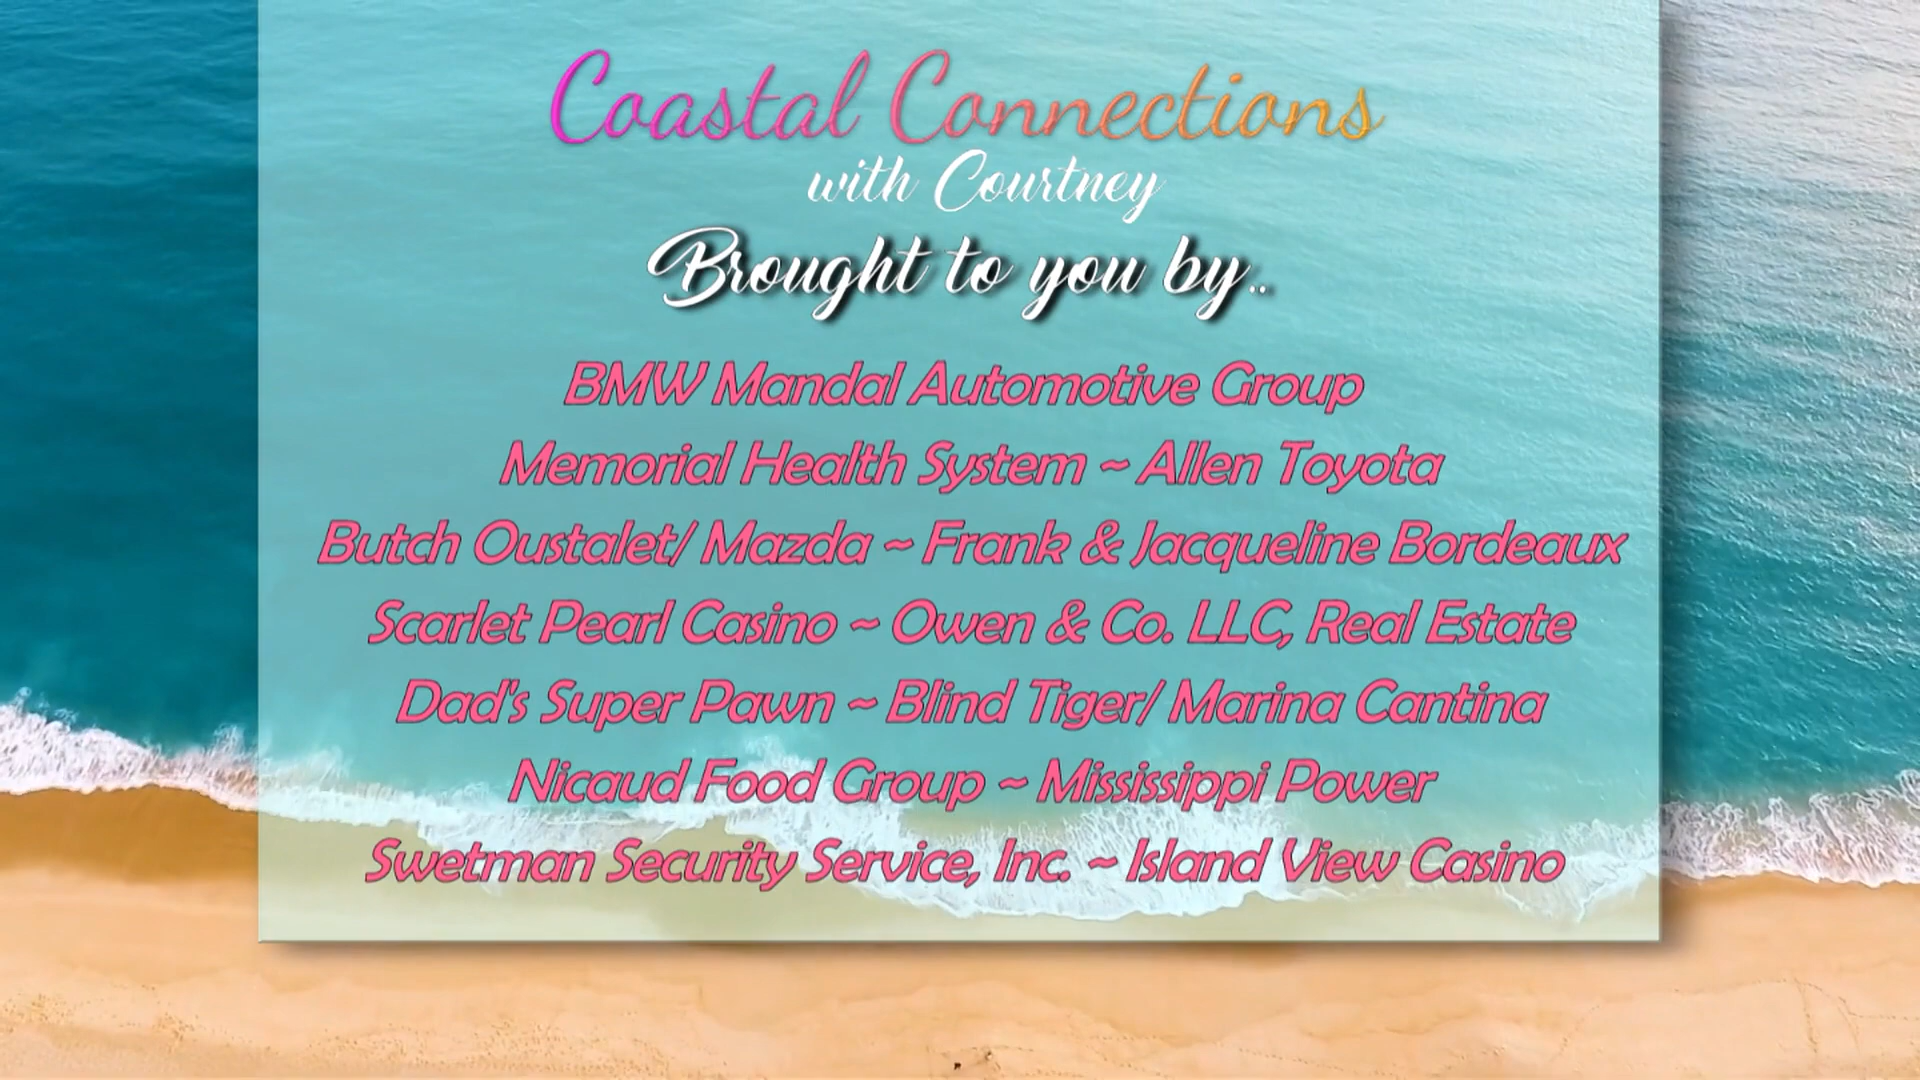 Coastal Connections
with Courtney
Brought to you by..
BMW Mandal Automotive Group
Memorial Health System ~ Allen Toyota
Butch Oustalet/ Mazda ~ Frank & Jacqueline Bordeaux
Scarlet Pearl Casino ~ Owen & Co. LLC, Real Estate
Dad's Super Pawn ~ Blind Tiger/ Marina Cantina
Nicaud Food Group ~ Mississippi Power
Swetman Security Service, Inc. ~ Island View Casino